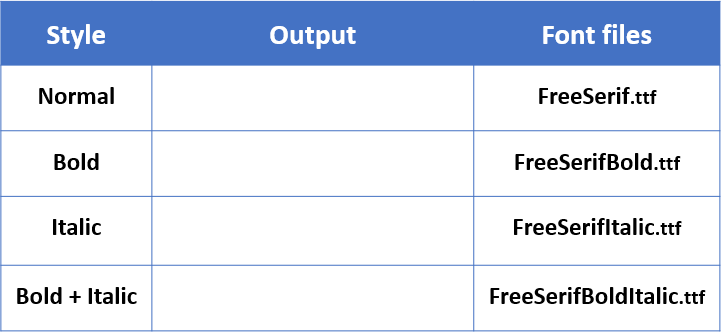 Style Output Font files
Normal FreeSerif.ttf
Bold FreeSerifBold.ttf
Italic FreeSerifItalic.ttf
Bold + Italic FreeSerifBoldItalic.ttf